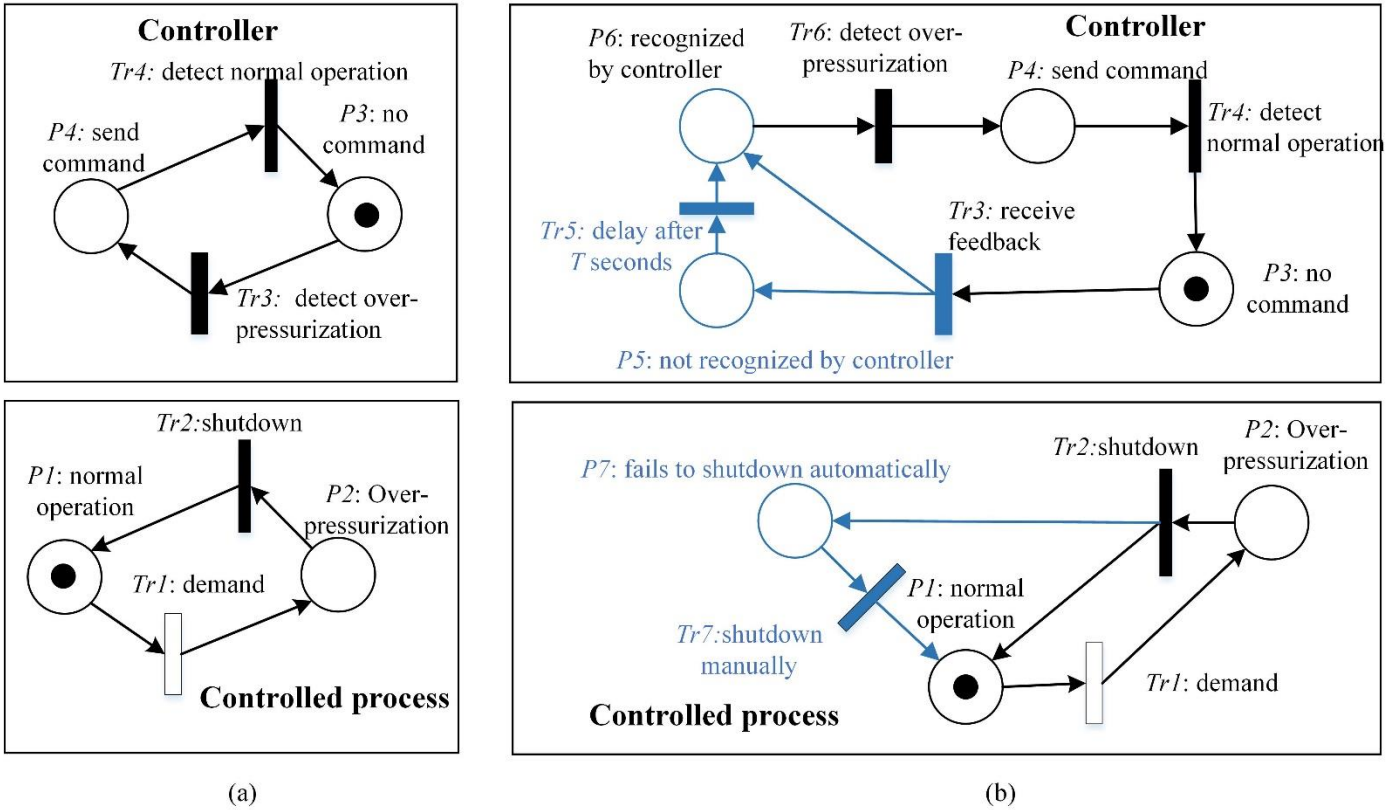 Controller
Tr4: detect normal operation
P3: no
command
P4: send
command
Tr3: detect over-
pressurization
Tr2:shutdown
P1: normal
operation
P2: Over-
pressurization
Tr1: demand
Controlled process
(a)
Controller
P6: recognized
by controller
Tr6: detect over-
pressurization
P4: send command
Tr4: detect
normal operation
Tr5: delay after
T seconds
Tr3: receive
feedback
P3: no
command
P5: not recognized by controller
Tr2:shutdown
P2: Over-
pressurization
P7: fails to shutdown automatically
P1: normal
operation
Tr7:shutdown
manually
Tr1: demand
Controlled process
(b)